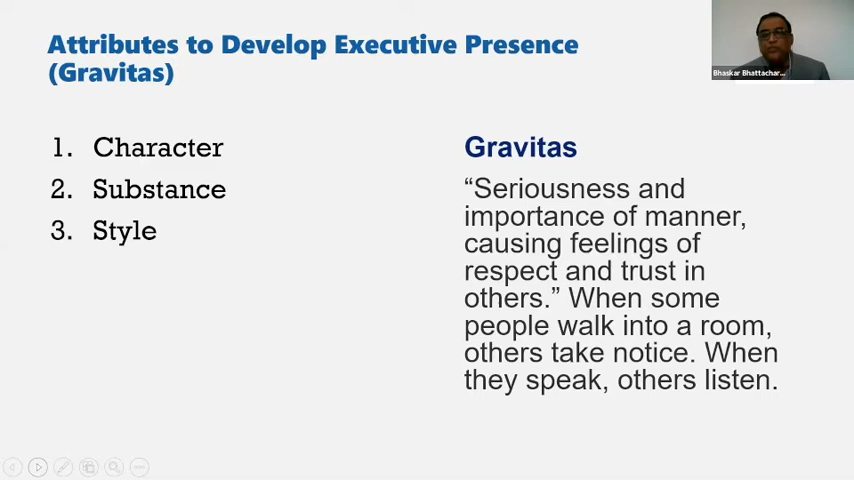 Attributes to Develop Executive Presence
(Gravitas)
Bhaskar Bhattachar...
1. Character
2. Substance
3. Style
Gravitas
“Seriousness and
importance of manner,
causing feelings of
respect and trust in
others.” When some
people walk into a room,
others take notice. When
they speak, others listen.